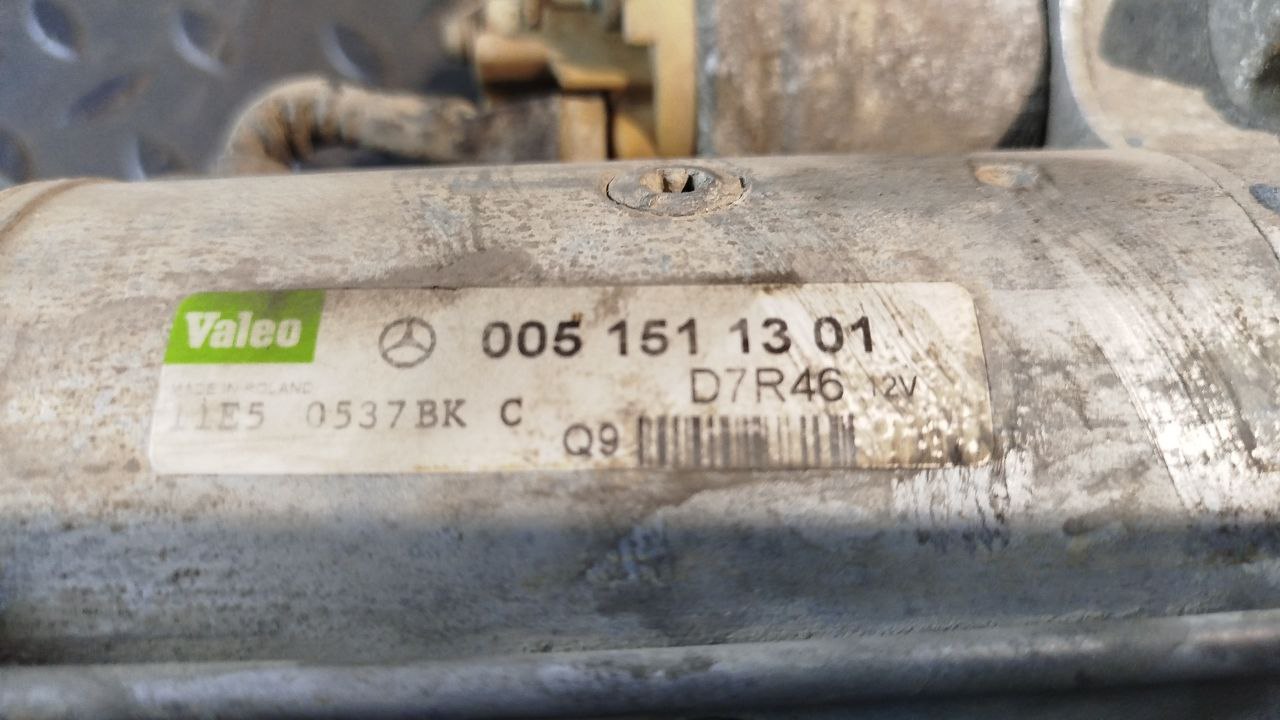 Valeo 005 151 13 01
D7R46 12V
MADE IN POLAND
11E5 0537BK C
Q9